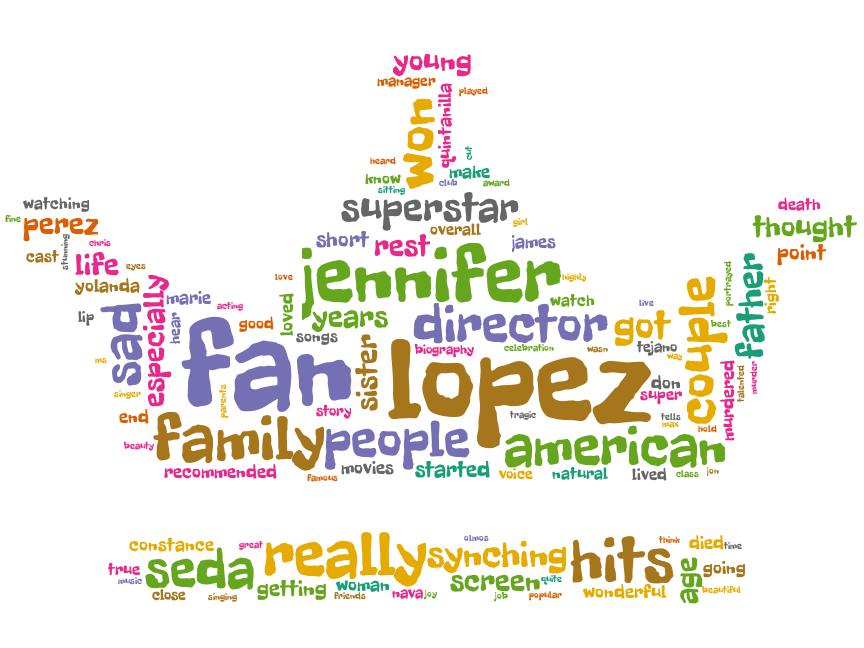 young
manager
played
won
quintanilla
cut
heard
know
make
sitting
club
award
watching
superstar
death
fine
perez
overall
girl
thought
chris
short
rest
james
point
cast
stunning
life
eyes
jennifer
father
portrayed
right
yolanda
love
highly
marie
loved
watch
live
couple
lip
sad
especially
hear
acting
good
years
director
got
best
songs
fan
sister
biography
celebration
wasn
tejano
way
ms
lopez
murdered
talented
murder
singer
parents
don
super
end
story
tragic
tells
max
hold
beauty
family
people
american
recommended
famous
movies
started
voice
natural
lived
class
jon
constance
great
really
olmos
synching
hits
think
died
time
true
music
seda
screen
quite
age
going
close
singing
getting
woman
friends
nava
joy
job
popular
wonderful
beautiful